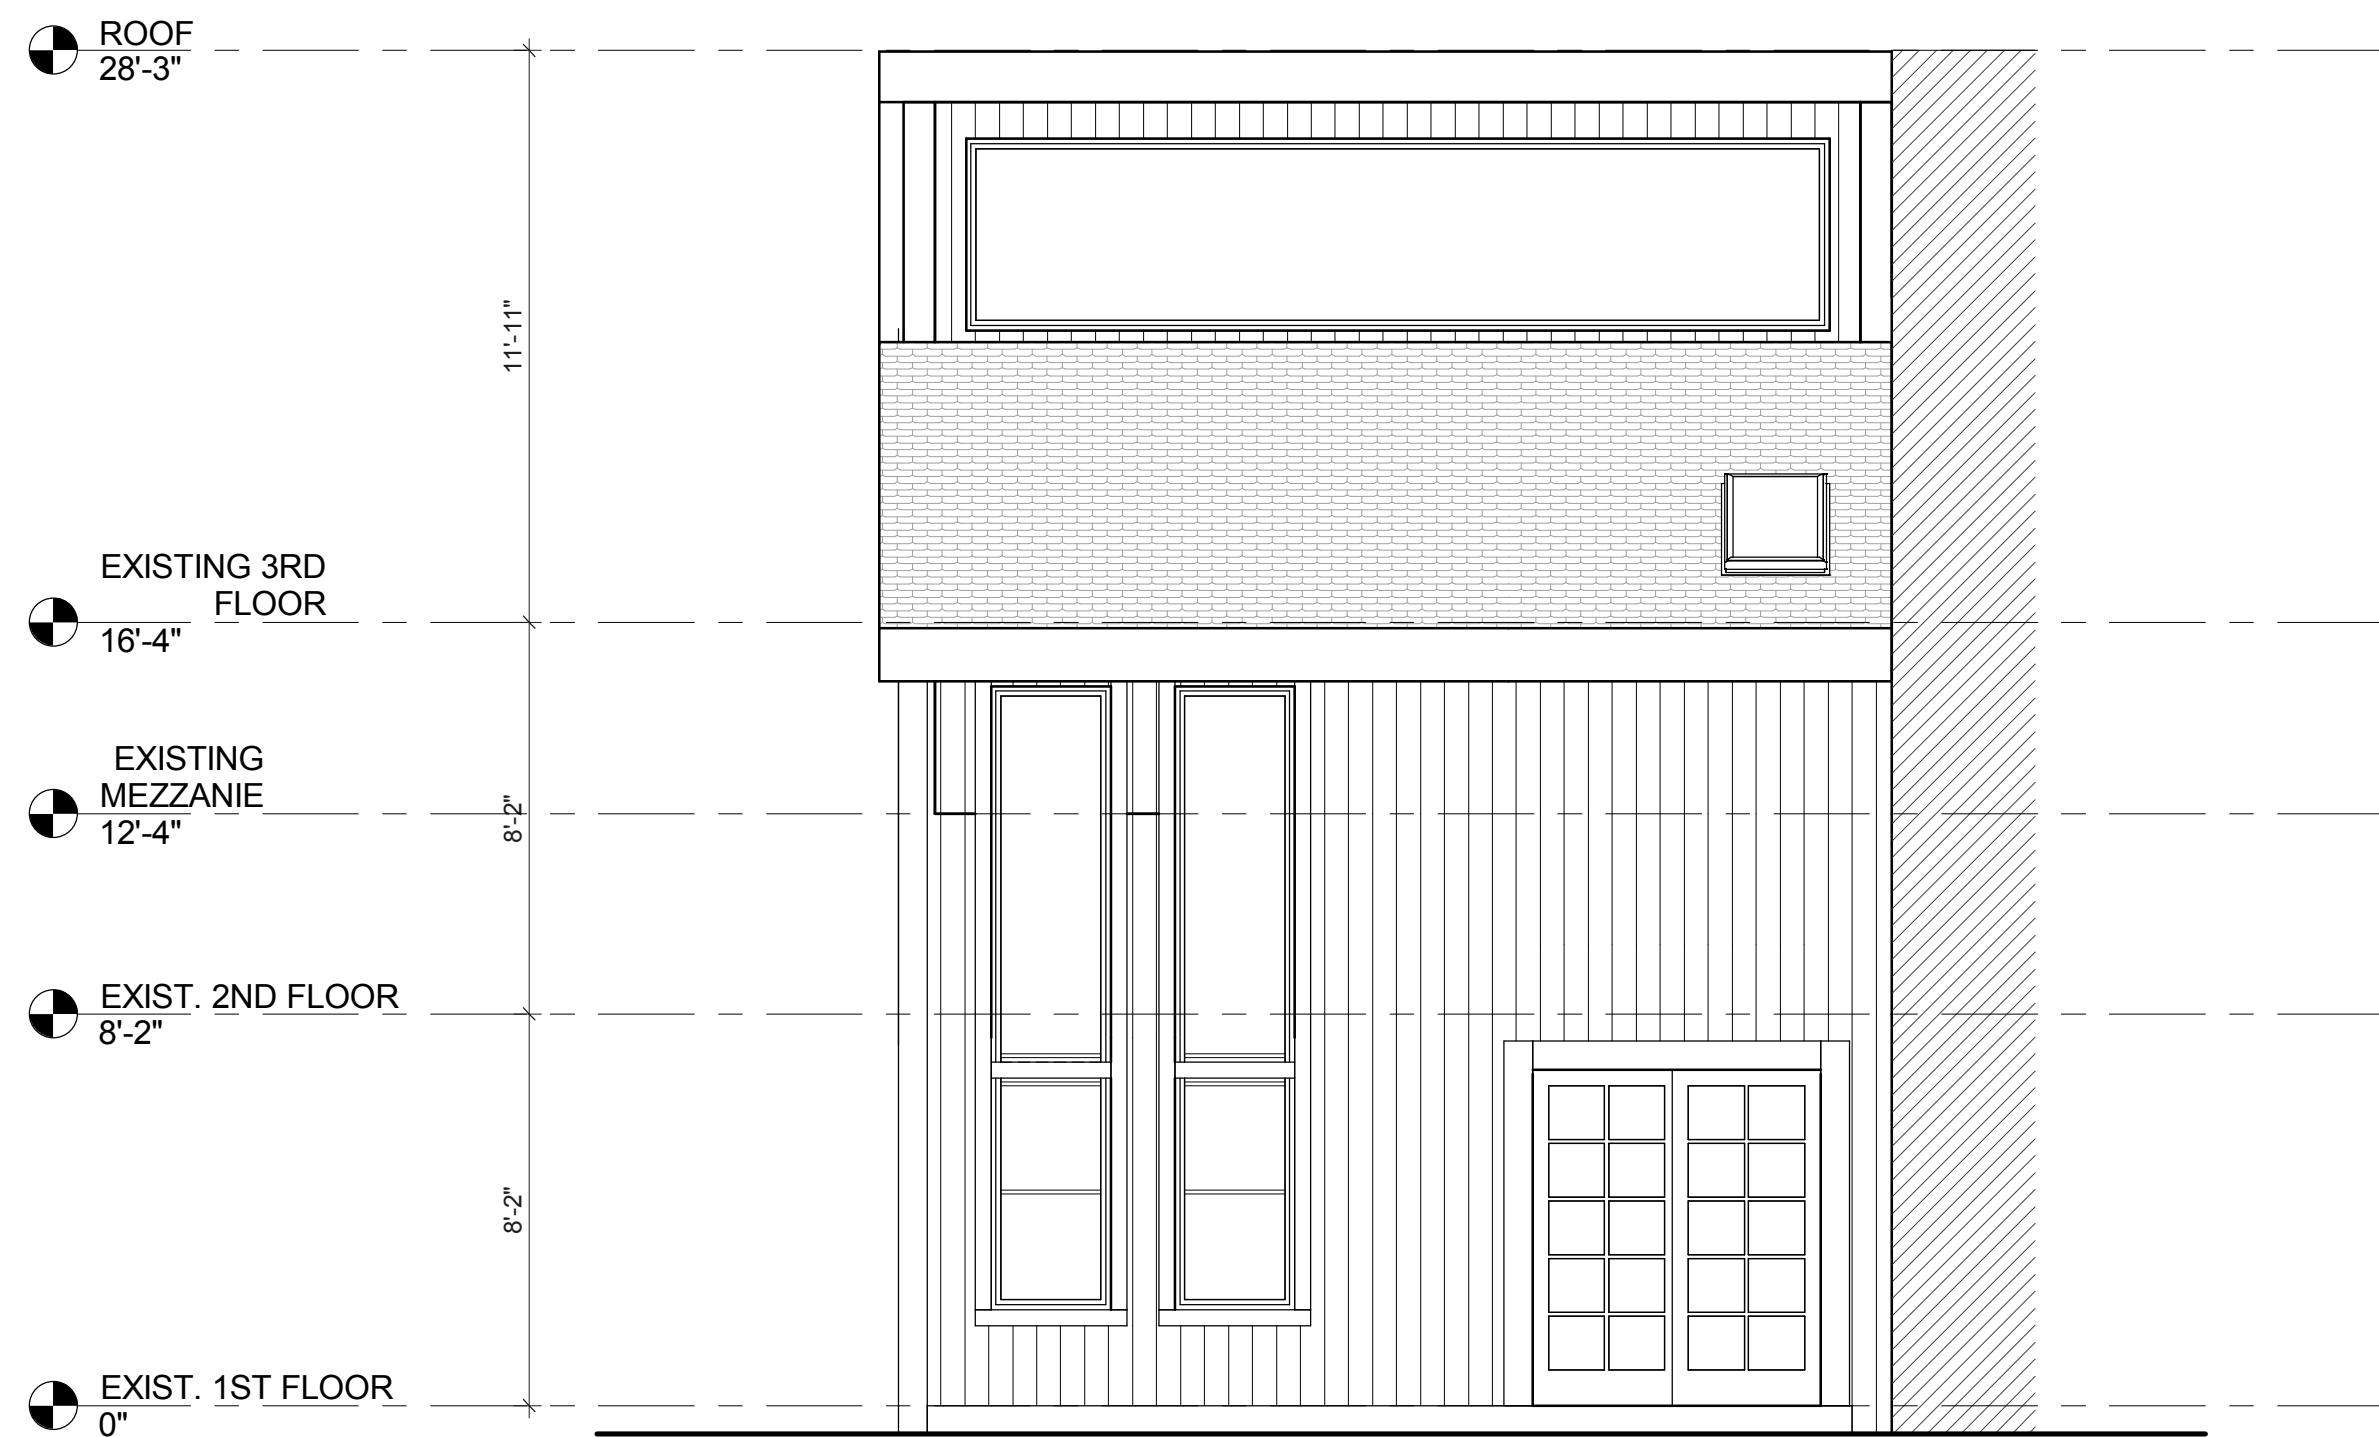 ROOF
28'-3"
11'-11"
EXISTING 3RD
FLOOR
16'-4"
EXISTING
MEZZANIE
12'-4"
8'-2"
EXIST. 2ND FLOOR
8'-2"
8'-2"
EXIST. 1ST FLOOR
0"